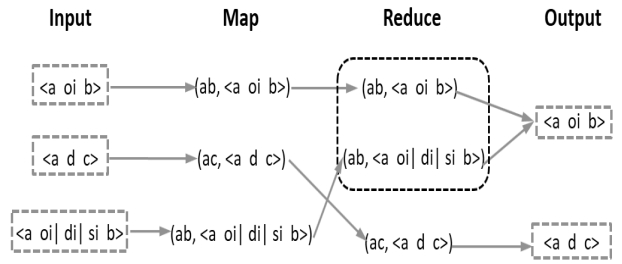 Input Map Reduce Output
<a oi b> (ab, <a oi b>) (ab, <a oi b>)
<a oi b>
<a d c> (ac, <a d c>) (ab, <a oi| di| si b>)
<a oi| di| si b> (ab, <a oi| di| si b>) (ac, <a d c>) <a d c>